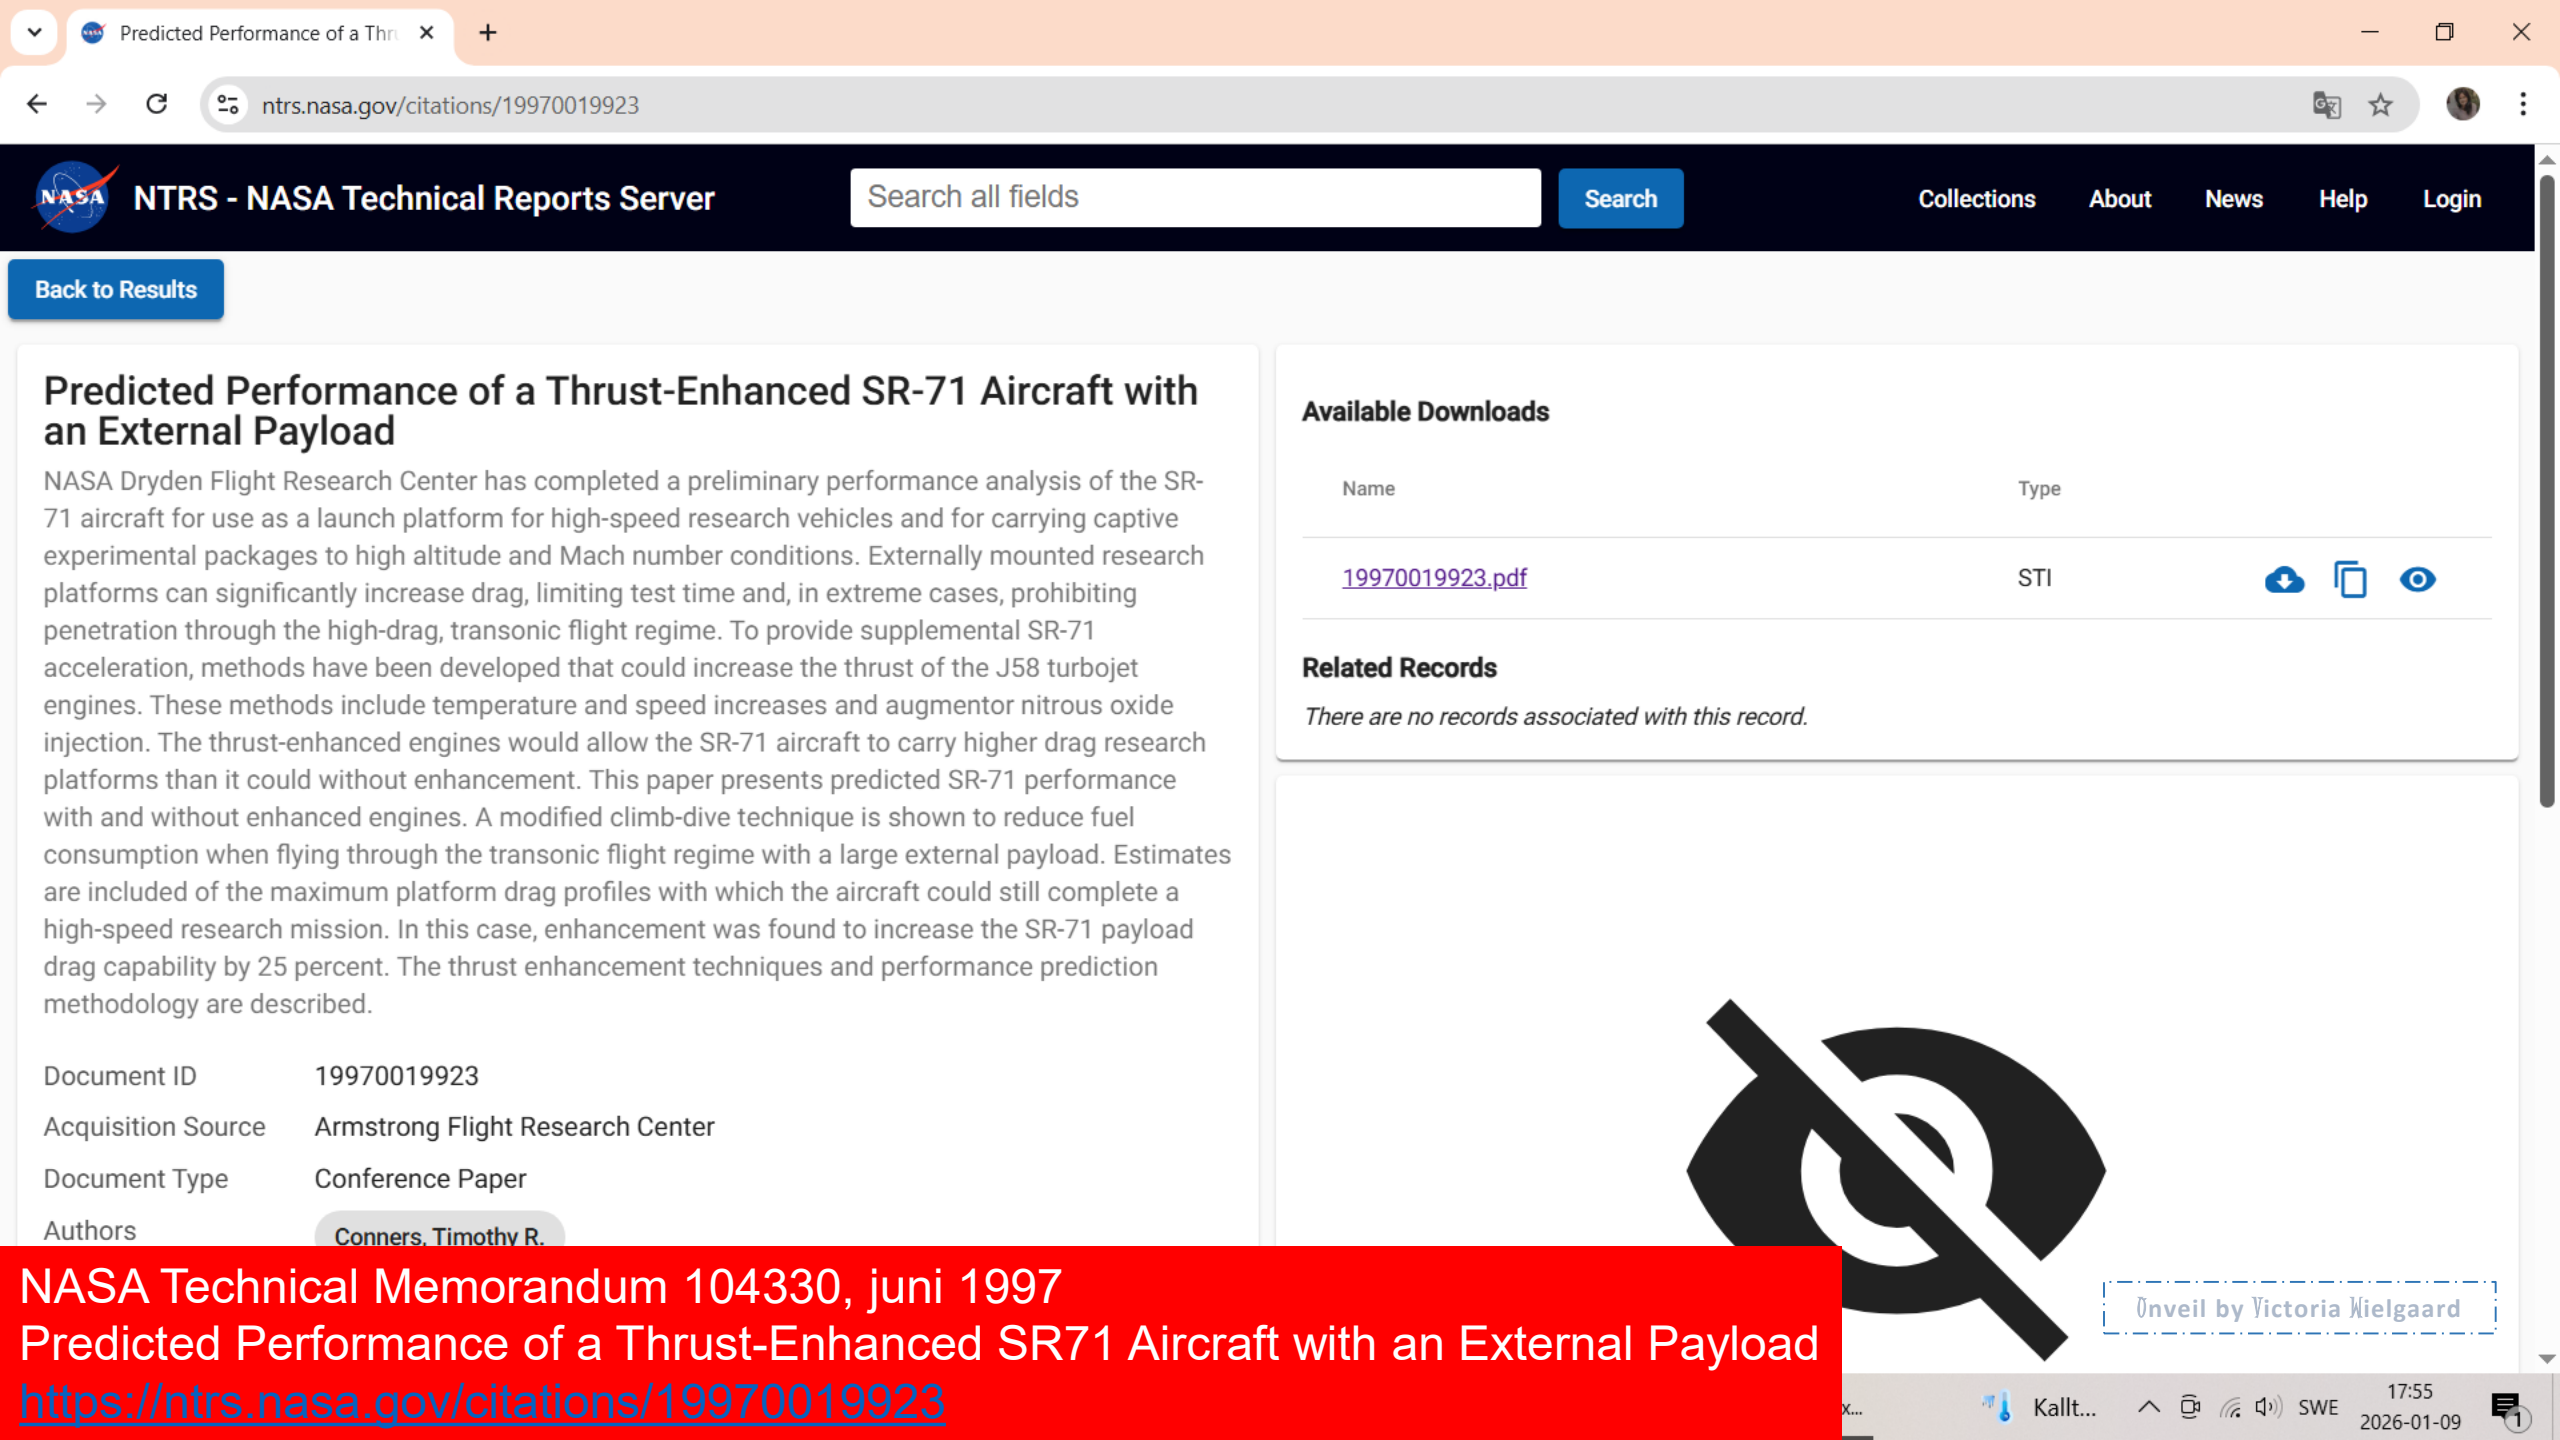 Predicted Performance of a Thr
ntrs.nasa.gov/citations/19970019923
NASA
NTRS - NASA Technical Reports Server
Search all fields
Search
Collections
About
News
Help
Login
Back to Results
Predicted Performance of a Thrust-Enhanced SR-71 Aircraft with
an External Payload
NASA Dryden Flight Research Center has completed a preliminary performance analysis of the SR-
71 aircraft for use as a launch platform for high-speed research vehicles and for carrying captive
experimental packages to high altitude and Mach number conditions. Externally mounted research
platforms can significantly increase drag, limiting test time and, in extreme cases, prohibiting
penetration through the high-drag, transonic flight regime. To provide supplemental SR-71
acceleration, methods have been developed that could increase the thrust of the J58 turbojet
engines. These methods include temperature and speed increases and augmentor nitrous oxide
injection. The thrust-enhanced engines would allow the SR-71 aircraft to carry higher drag research
platforms than it could without enhancement. This paper presents predicted SR-71 performance
with and without enhanced engines. A modified climb-dive technique is shown to reduce fuel
consumption when flying through the transonic flight regime with a large external payload. Estimates
are included of the maximum platform drag profiles with which the aircraft could still complete a
high-speed research mission. In this case, enhancement was found to increase the SR-71 payload
drag capability by 25 percent. The thrust enhancement techniques and performance prediction
methodology are described.
Document ID 19970019923
Acquisition Source Armstrong Flight Research Center
Document Type Conference Paper
Authors Conners, Timothy R.
Available Downloads
Name Type
19970019923.pdf STI
Related Records
There are no records associated with this record.
NASA Technical Memorandum 104330, juni 1997
Predicted Performance of a Thrust-Enhanced SR71 Aircraft with an External Payload
https://ntrs.nasa.gov/citations/19970019923
Unveil by Victoria Wielgaard
x...
Kallt...
SWE
17:55
2026-01-09
1